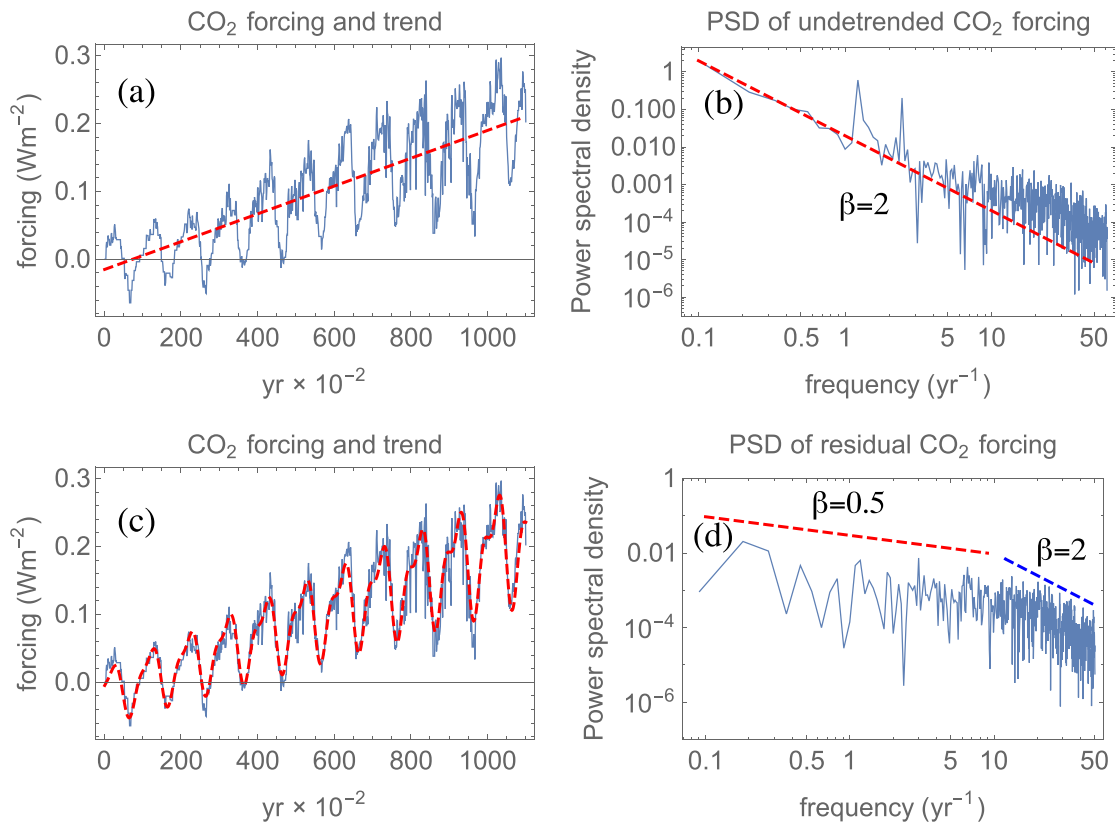 CO₂ forcing and trend
(a)
forcing (Wm⁻²)
0.3
0.2
0.1
0.0
0 200 400 600 800 1000
yr × 10⁻²
PSD of undetrended CO₂ forcing
(b)
Power spectral density
1
0.100
0.010
0.001
10⁻⁴
10⁻⁵
10⁻⁶
β=2
0.1 0.5 1 5 10 50
frequency (yr⁻¹)
CO₂ forcing and trend
(c)
forcing (Wm⁻²)
0.3
0.2
0.1
0.0
0 200 400 600 800 1000
yr × 10⁻²
PSD of residual CO₂ forcing
(d)
Power spectral density
1
0.01
10⁻⁴
10⁻⁶
β=0.5
β=2
0.1 0.5 1 5 10 50
frequency (yr⁻¹)